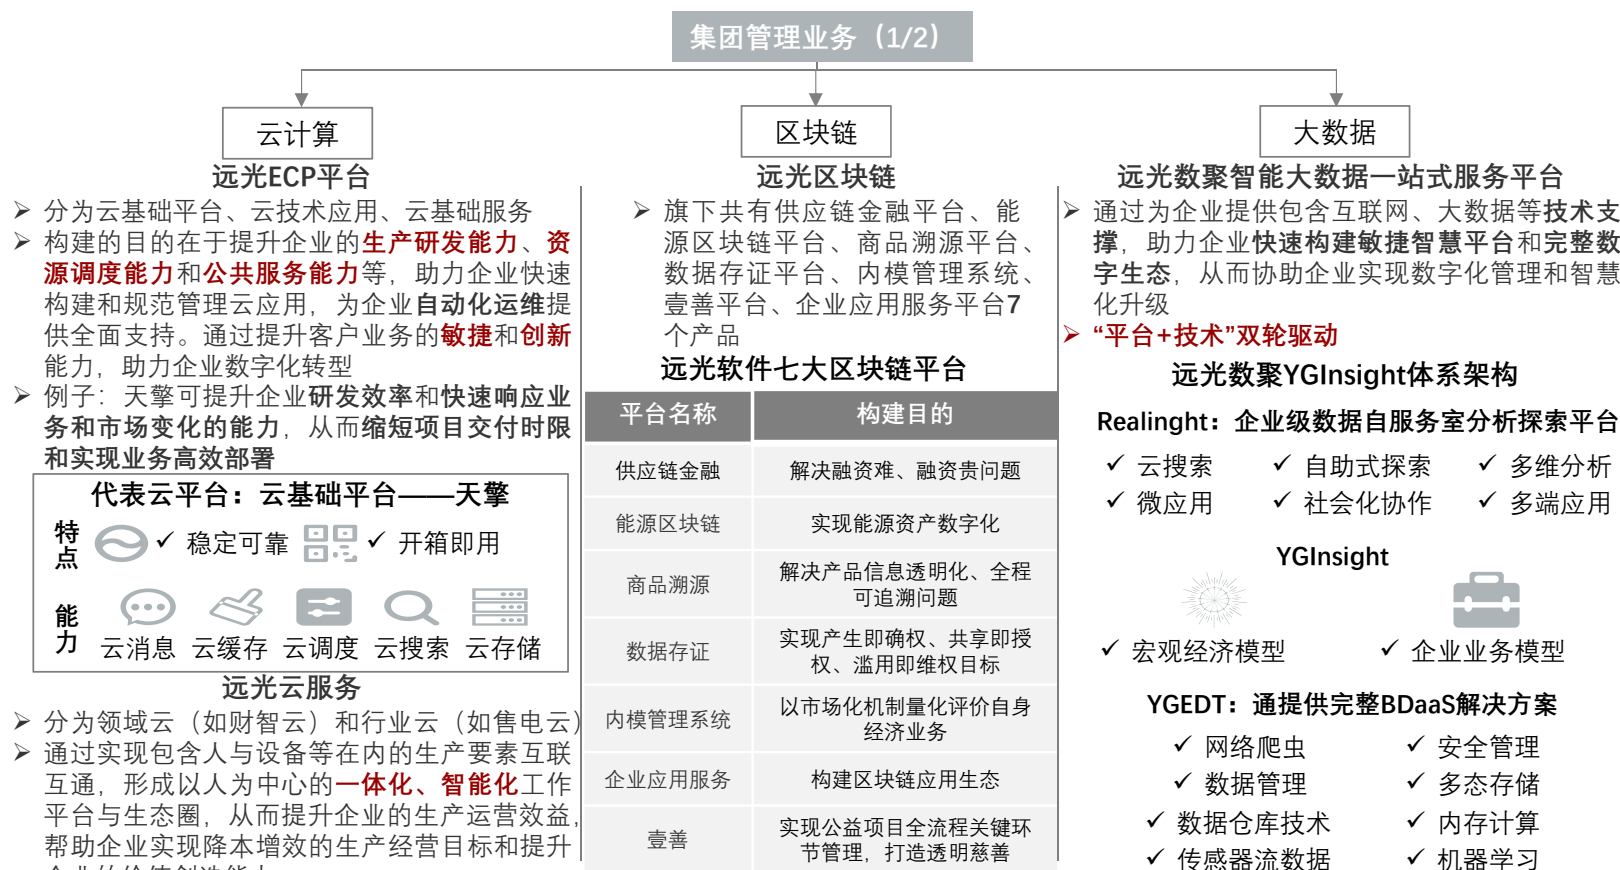 集团管理业务（1/2）
云计算
远光ECP平台
➢ 分为云基础平台、云技术应用、云基础服务
➢ 构建的目的在于提升企业的生产研发能力、资
源调度能力和公共服务能力等，助力企业快速
构建和规范管理云应用，为企业自动化运维提
供全面支持。通过提升客户业务的敏捷和创新
能力，助力企业数字化转型
➢ 例子：天擎可提升企业研发效率和快速响应业
务和市场变化的能力，从而缩短项目交付时限
和实现业务高效部署
代表云平台：云基础平台——天擎
特点
✓ 稳定可靠 ✓ 开箱即用
能力
云消息 云缓存 云调度 云搜索 云存储
远光云服务
➢ 分为领域云（如财智云）和行业云（如售电云）
➢ 通过实现包含人与设备等在内的生产要素互联
互通，形成以人为中心的一体化、智能化工作
平台与生态圈，从而提升企业的生产运营效益，
帮助企业实现降本增效的生产经营目标和提升
区块链
远光区块链
➢ 旗下共有供应链金融平台、能
源区块链平台、商品溯源平台、
数据存证平台、内模管理系统、
壹善平台、企业应用服务平台7
个产品
远光软件七大区块链平台
平台名称 构建目的
供应链金融 解决融资难、融资贵问题
能源区块链 实现能源资产数字化
商品溯源 解决产品信息透明化、全程
可追溯问题
数据存证 实现产生即确权、共享即授
权、滥用即维权目标
内模管理系统 以市场化机制量化评价自身
经济业务
企业应用服务 构建区块链应用生态
壹善 实现公益项目全流程关键环
节管理，打造透明慈善
大数据
远光数聚智能大数据一站式服务平台
➢ 通过为企业提供包含互联网、大数据等技术支
撑，助力企业快速构建敏捷智慧平台和完整数
字生态，从而协助企业实现数字化管理和智慧
化升级
➢ “平台+技术”双轮驱动
远光数聚YGInsight体系架构
Realinght：企业级数据自服务室分析探索平台
✓ 云搜索 ✓ 自助式探索 ✓ 多维分析
✓ 微应用 ✓ 社会化协作 ✓ 多端应用
YGInsight
✓ 宏观经济模型 ✓ 企业业务模型
YGEDT：通提供完整BDaaS解决方案
✓ 网络爬虫 ✓ 安全管理
✓ 数据管理 ✓ 多态存储
✓ 数据仓库技术 ✓ 内存计算
✓ 传感器流数据 ✓ 机器学习